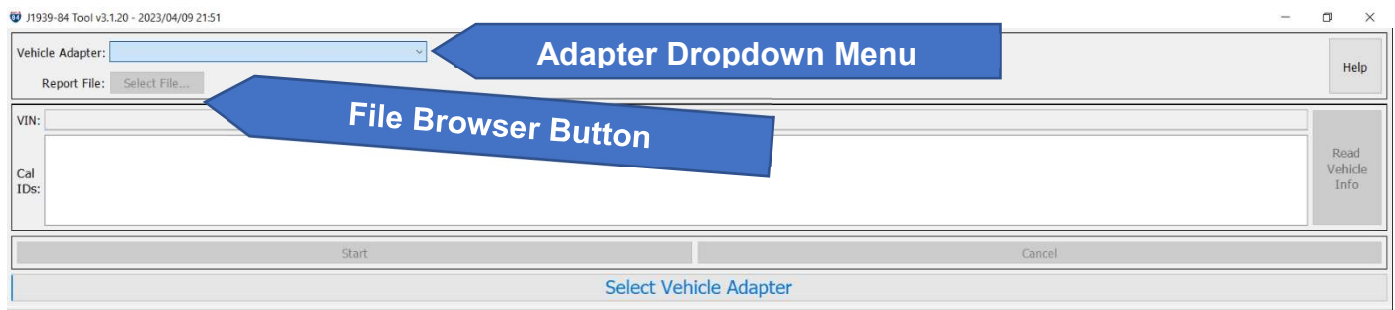 J1939-84 Tool v3.1.20 - 2023/04/09 21:51
Vehicle Adapter:
Adapter Dropdown Menu
Help
Report File: Select File...
File Browser Button
VIN:
Cal
IDs:
Read
Vehicle
Info
Start Cancel
Select Vehicle Adapter